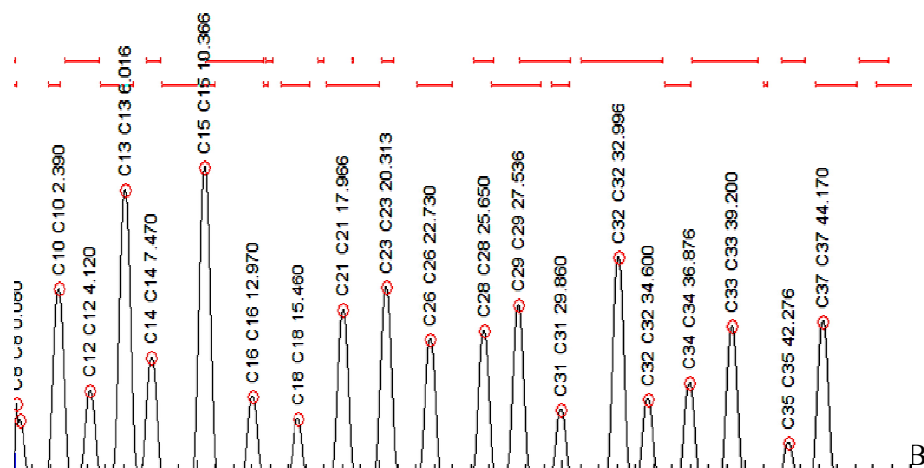 C10 C10 2.390
C12 C12 4.120
C13 C13 6.016
C14 C14 7.470
C15 C15 10.366
C16 C16 12.970
C18 C18 15.460
C21 C21 17.966
C23 C23 20.313
C26 C26 22.730
C28 C28 25.650
C29 C29 27.536
C31 C31 29.860
C32 C32 32.996
C32 C32 34.600
C34 C34 36.876
C33 C33 39.200
C35 C35 42.276
C37 C37 44.170
B